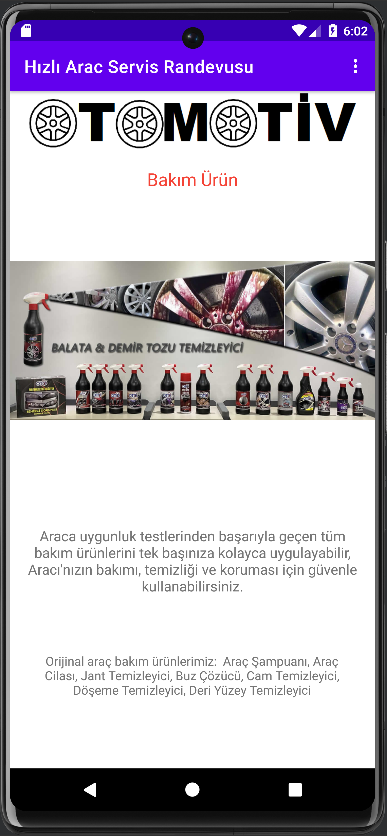 6:02
Hızlı Arac Servis Randevusu
OTOMOTİV
Bakım Ürün
BALATA & DEMİR TOZU TEMİZLEYİCİ
Araca uygunluk testlerinden başarıyla geçen tüm
bakım ürünlerini tek başınıza kolayca uygulayabilir,
Aracı'nızın bakımı, temizliği ve koruması için güvenle
kullanabilirsiniz.
Orijinal araç bakım ürünlerimiz: Araç Şampuanı, Araç
Cilası, Jant Temizleyici, Buz Çözücü, Cam Temizleyici,
Döşeme Temizleyici, Deri Yüzey Temizleyici